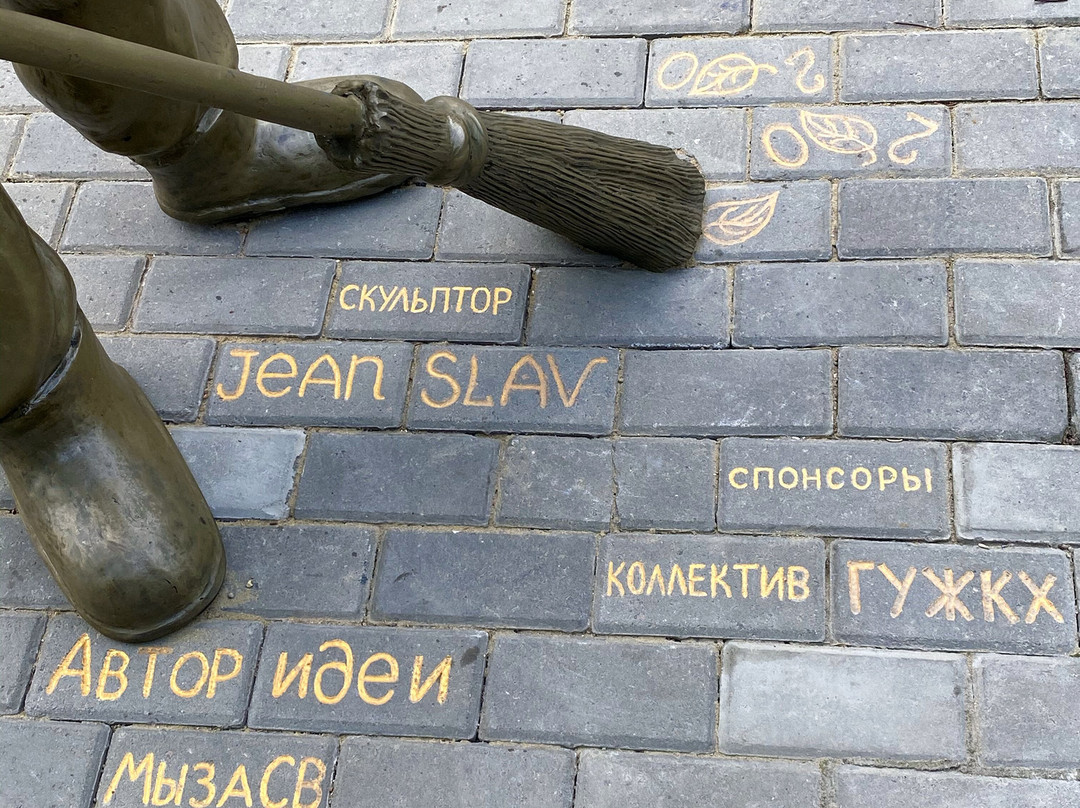 СКУЛЬПТОР
JEAN SLAV
СПОНСОРЫ
КОЛЛЕКТИВ ГУЖКХ
АВТОР ИДЕИ
МЫЗАСВ